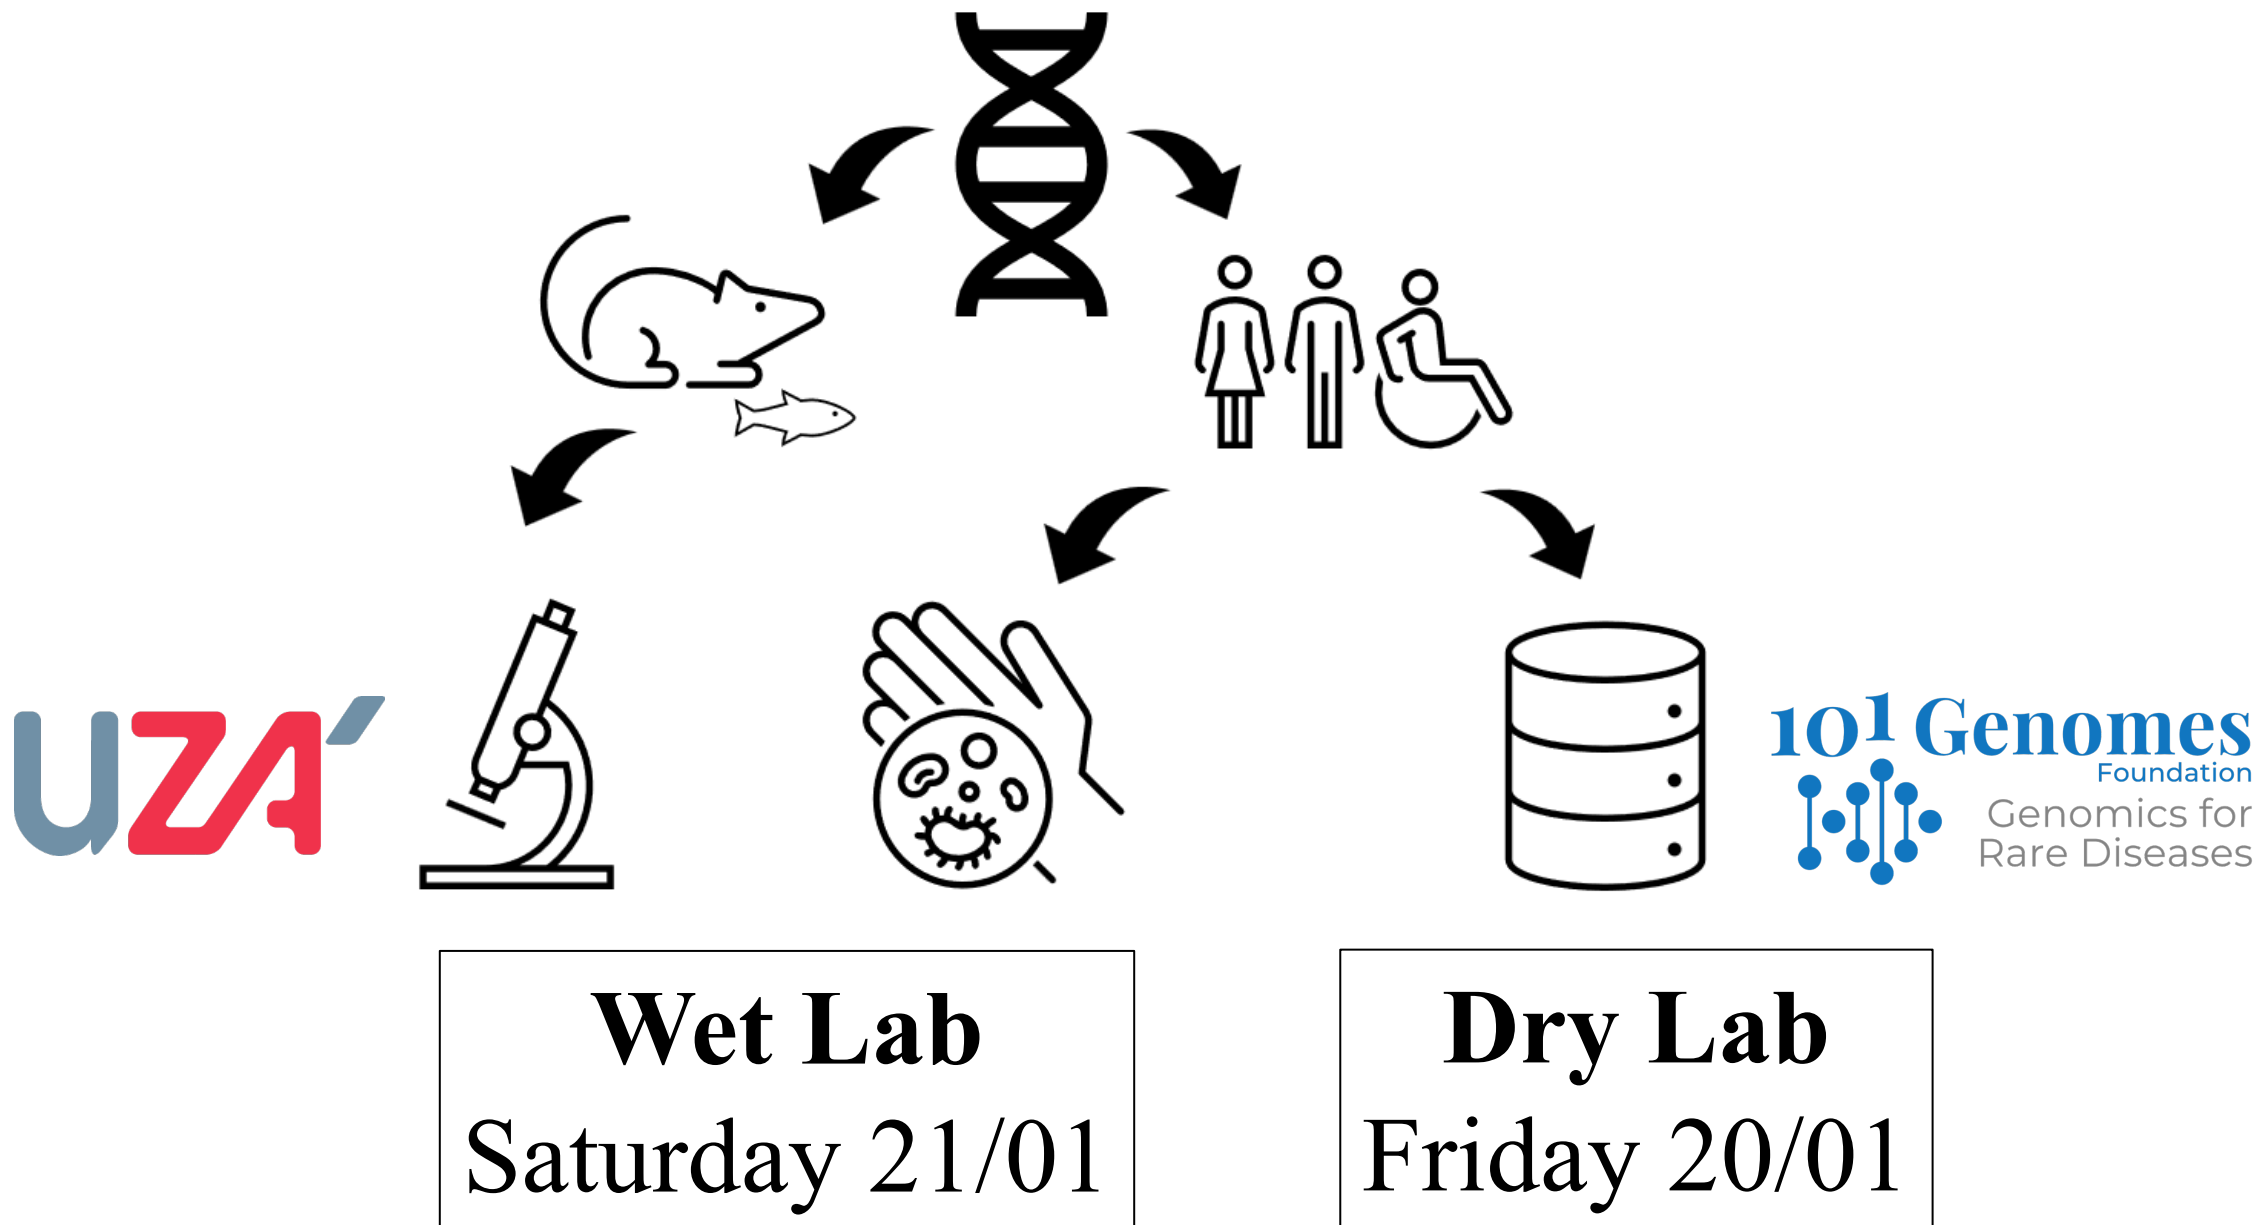 UZA'
101 Genomes
Foundation
Genomics for
Rare Diseases
Wet Lab
Saturday 21/01
Dry Lab
Friday 20/01